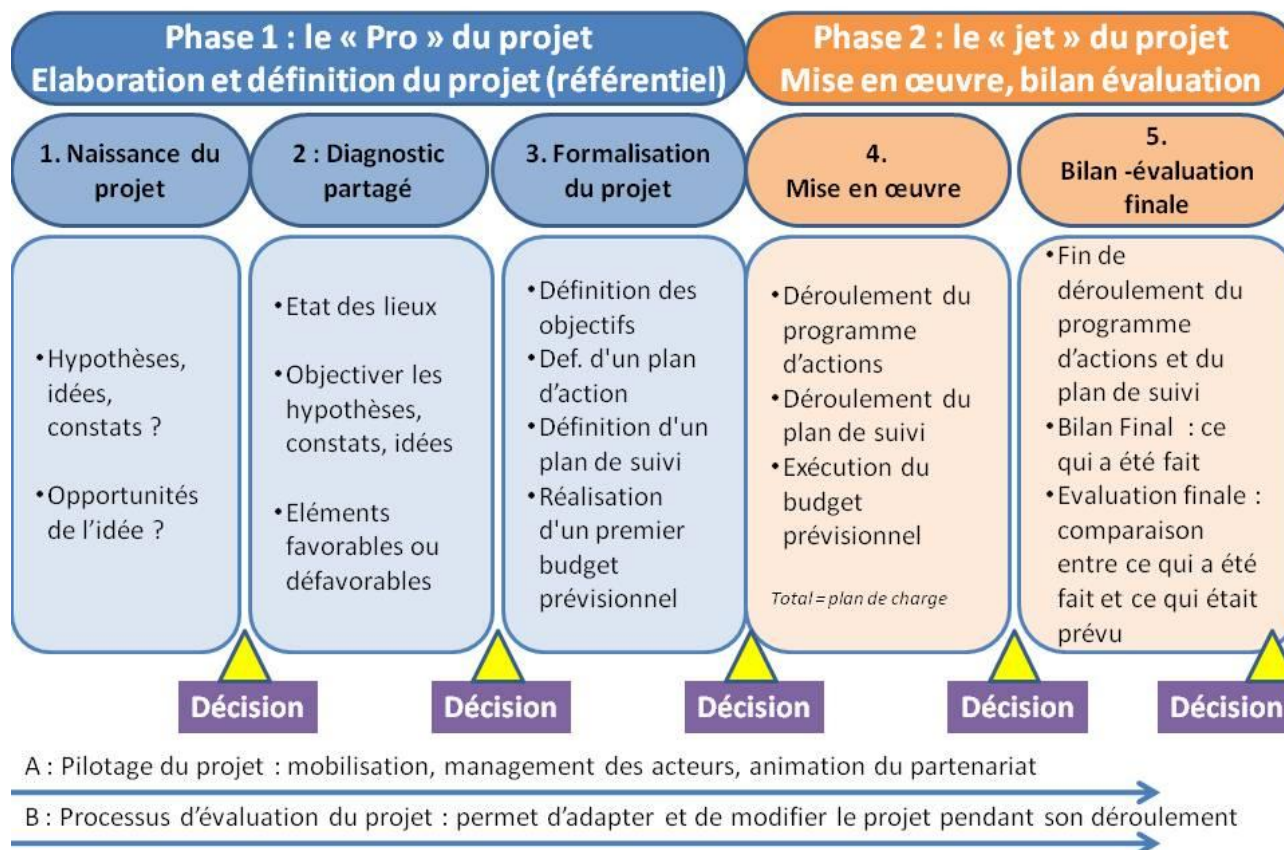 Phase 1 : le « Pro » du projet
Elaboration et définition du projet (référentiel)
Phase 2 : le « jet » du projet
Mise en œuvre, bilan évaluation
1. Naissance du
projet
2 : Diagnostic
partagé
3. Formalisation
du projet
4.
Mise en œuvre
5.
Bilan -évaluation
finale
•Hypothèses,
idées,
constats ?
•Opportunités
de l’idée ?
•Etat des lieux
•Objectiver les
hypothèses,
constats, idées
•Eléments
favorables ou
défavorables
•Définition des
objectifs
•Def. d'un plan
d’action
•Définition d'un
plan de suivi
•Réalisation
d'un premier
budget
prévisionnel
•Déroulement du
programme
d’actions
•Déroulement du
plan de suivi
•Exécution du
budget
prévisionnel
Total = plan de charge
•Fin de
déroulement du
programme
d’actions et du
plan de suivi
•Bilan Final : ce
qui a été fait
•Evaluation finale :
comparaison
entre ce qui a été
fait et ce qui était
prévu
Décision
Décision
Décision
Décision
Décision
A : Pilotage du projet : mobilisation, management des acteurs, animation du partenariat
B : Processus d’évaluation du projet : permet d’adapter et de modifier le projet pendant son déroulement